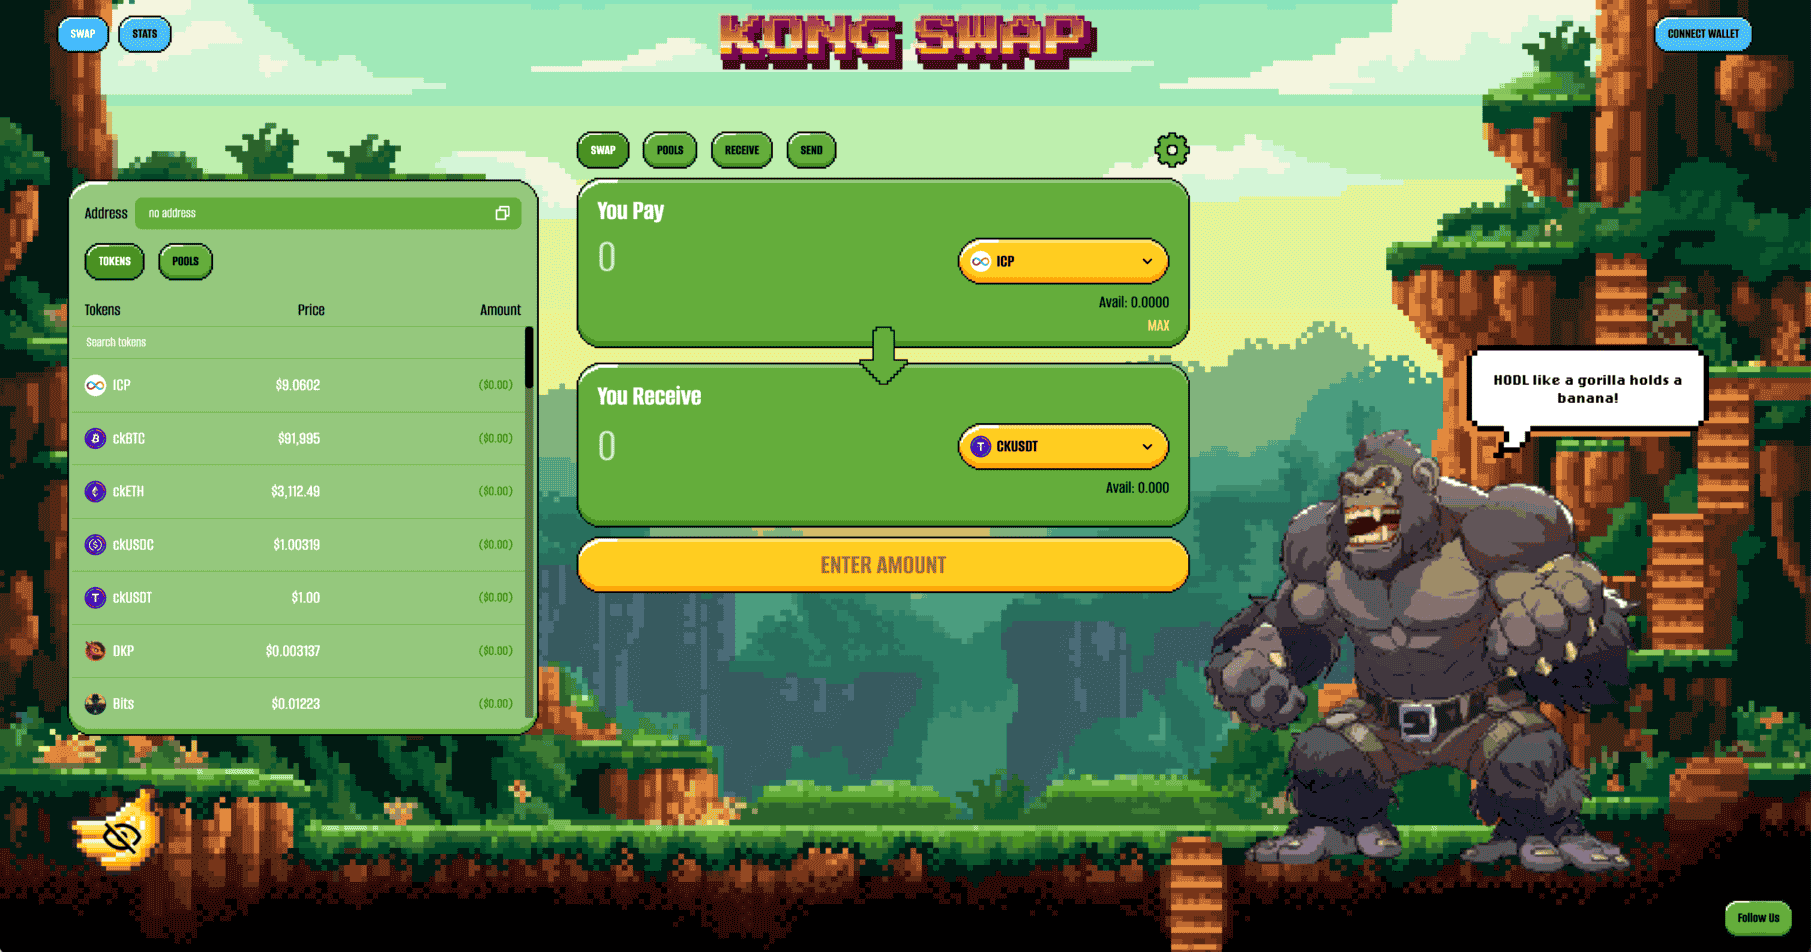 SWAP
STATS
KONG SWAP
CONNECT WALLET
SWAP
POOLS
RECEIVE
SEND
Address
no address
TOKENS
POOLS
Tokens Price Amount
Search tokens
ICP $9.0602 ($0.00)
ckBTC $91,995 ($0.00)
ckETH $3,112.49 ($0.00)
ckUSDC $1.00319 ($0.00)
ckUSDT $1.00 ($0.00)
DKP $0.003137 ($0.00)
Bits $0.01223 ($0.00)
You Pay
0
ICP
Avail: 0.0000
MAX
You Receive
0
CKUSDT
Avail: 0.000
ENTER AMOUNT
HODL like a gorilla holds a
banana!
Follow Us